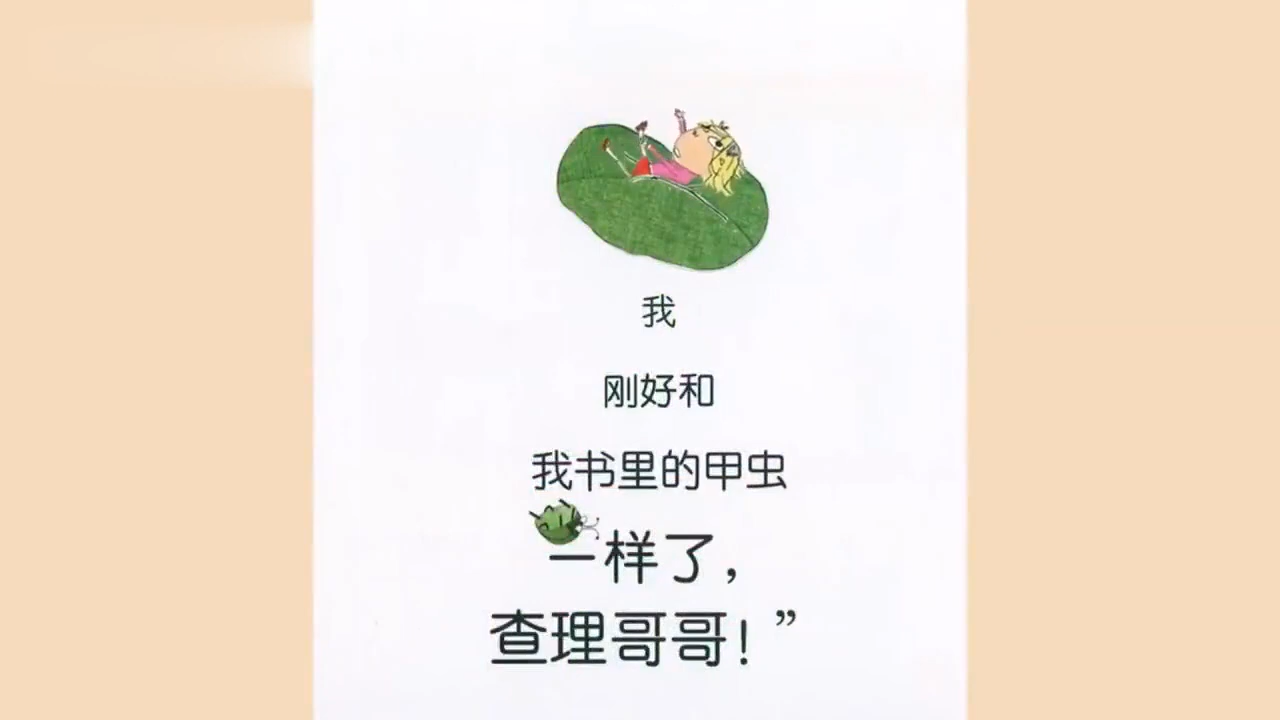 我
刚好和
我书里的甲虫
一样了，
查理哥哥！”